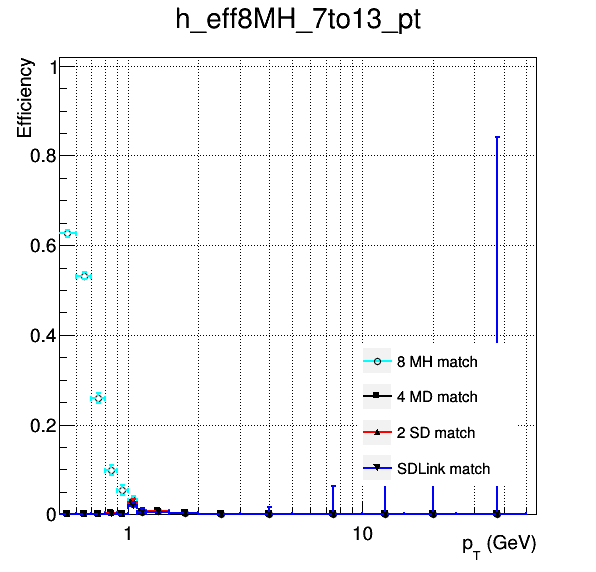 h_eff8MH_7to13_pt
Efficiency
1
0.8
0.6
0.4
0.2
0
8 MH match
4 MD match
2 SD match
SDLink match
1
10
p_T (GeV)